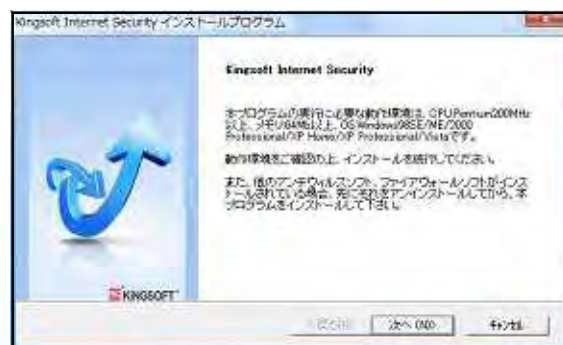 Kingsoft Internet Security インストールプログラム
Kingsoft Internet Security
本プログラムの実行に必要な動作環境は、CPUPentium200MHz
以上、メモリ64Mb以上、OS Windows98SE/ME/2000
Professional/XP Home/XP Professional/Vistaです。
動作環境をご確認の上、インストールを続行してください。
また、他のアンチウィルスソフト、ファイアウォールソフトがインス
トールされている場合、先にそれをアンインストールしてから、本
プログラムをインストールして下さい。
KINGSOFT
次へ(N)>
キャンセル